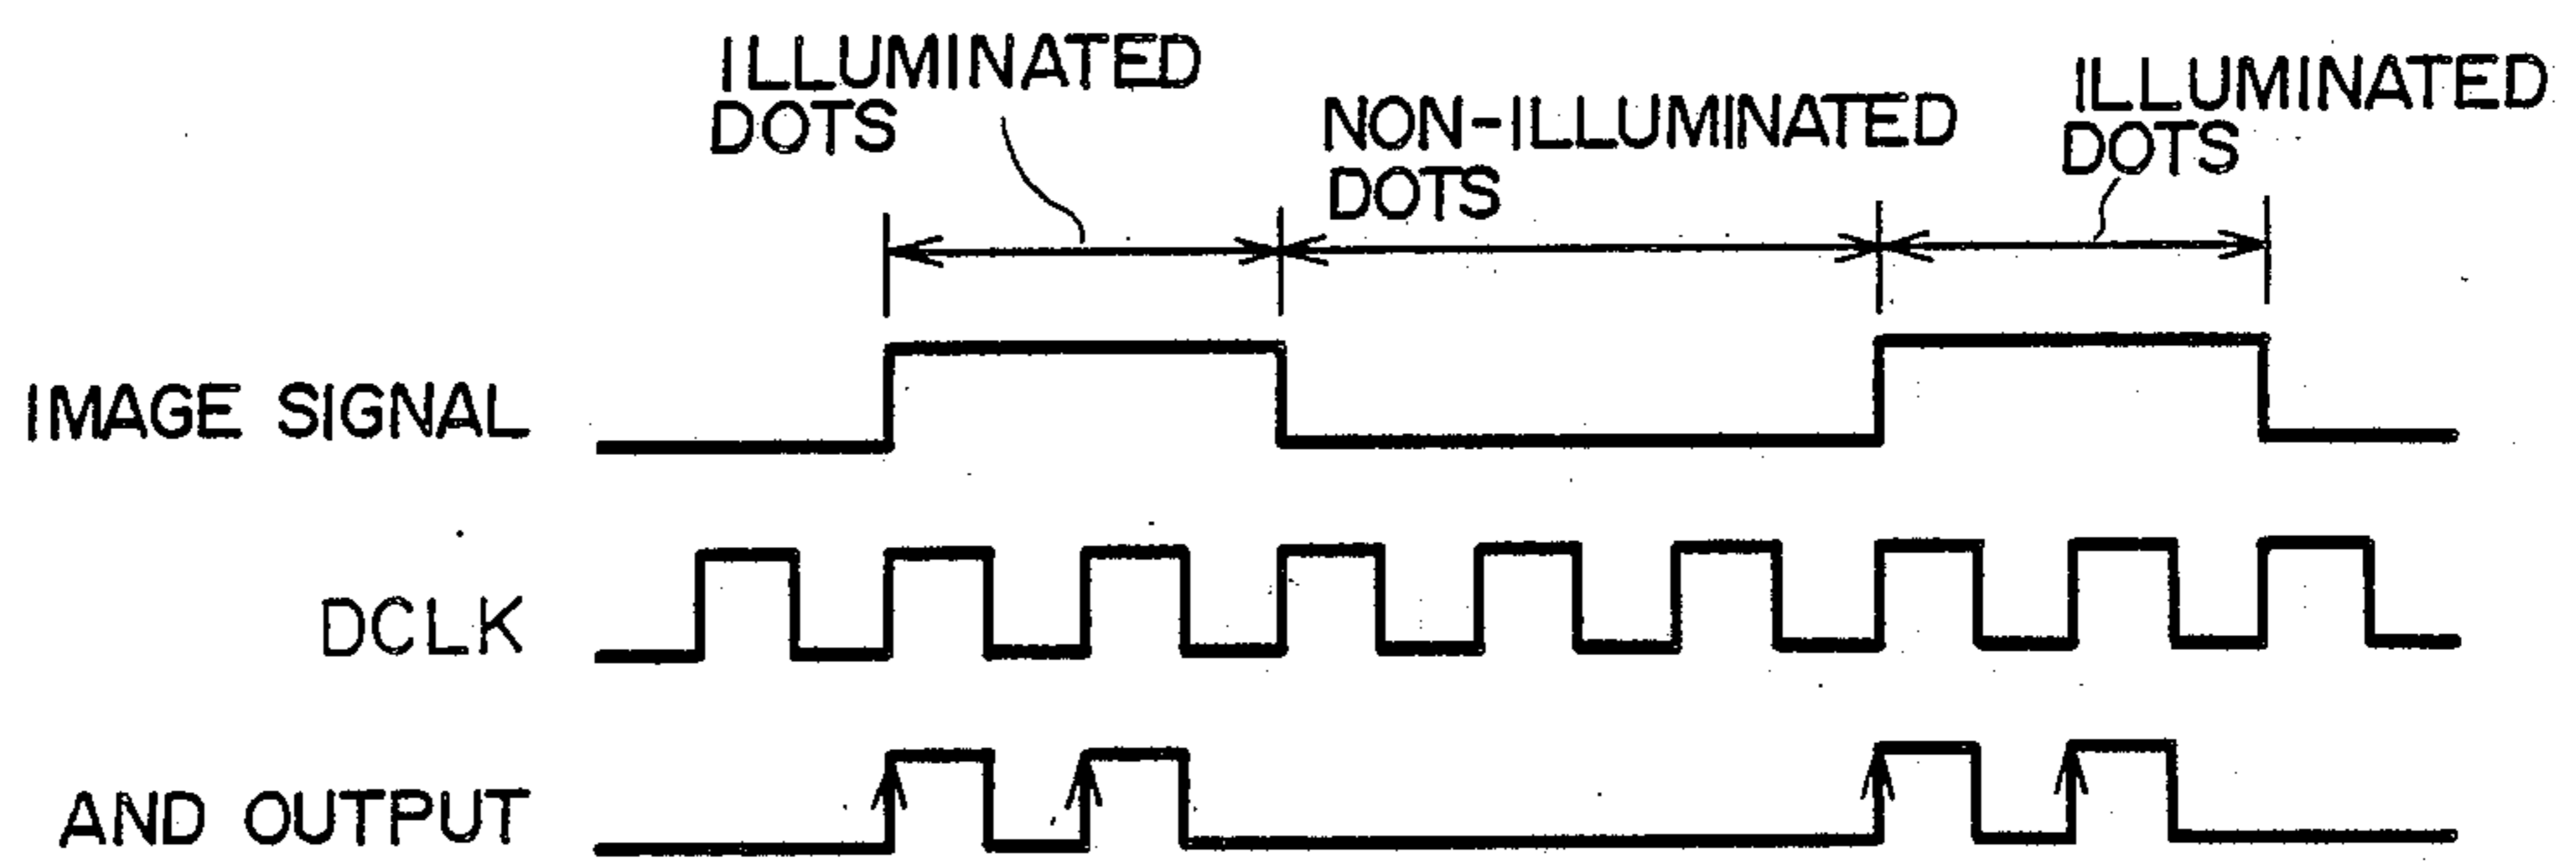 ILLUMINATED
DOTS
NON-ILLUMINATED
DOTS
ILLUMINATED
DOTS
IMAGE SIGNAL
DCLK
AND OUTPUT